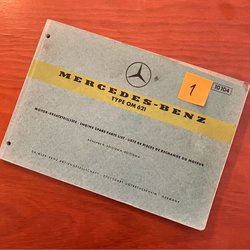 10104
1
MERCEDES-BENZ
TYPE OM 621
MOTOR-ERSATZTEILLISTE · ENGINE SPARE PARTS LIST · LISTE DE PIECES DE RECHANGE DU MOTEUR
DAIMLER-BENZ AKTIENGESELLSCHAFT · STUTTGART-UNTERTÜRKHEIM · GERMANY